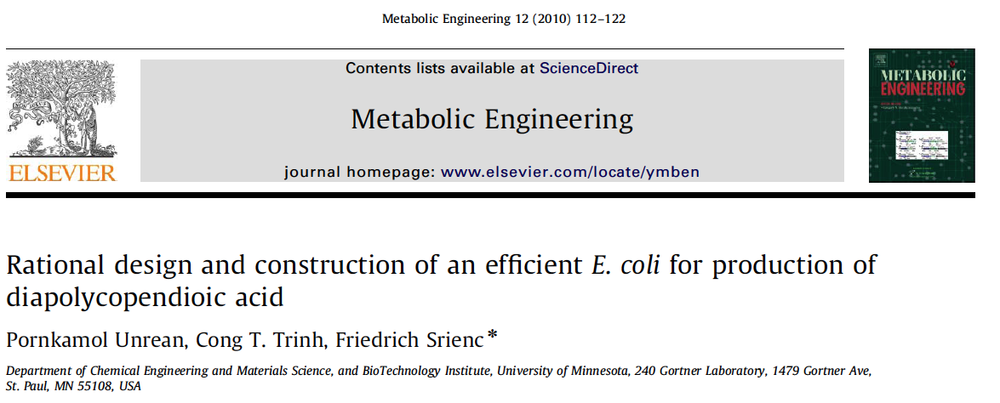 Metabolic Engineering 12 (2010) 112–122
Contents lists available at ScienceDirect
Metabolic Engineering
journal homepage: www.elsevier.com/locate/ymben
ELSEVIER
METABOLIC
ENGINEERING
Rational design and construction of an efficient E. coli for production of
diapolycopendioic acid
Pornkamol Unrean, Cong T. Trinh, Friedrich Srienc*
Department of Chemical Engineering and Materials Science, and BioTechnology Institute, University of Minnesota, 240 Gortner Laboratory, 1479 Gortner Ave,
St. Paul, MN 55108, USA